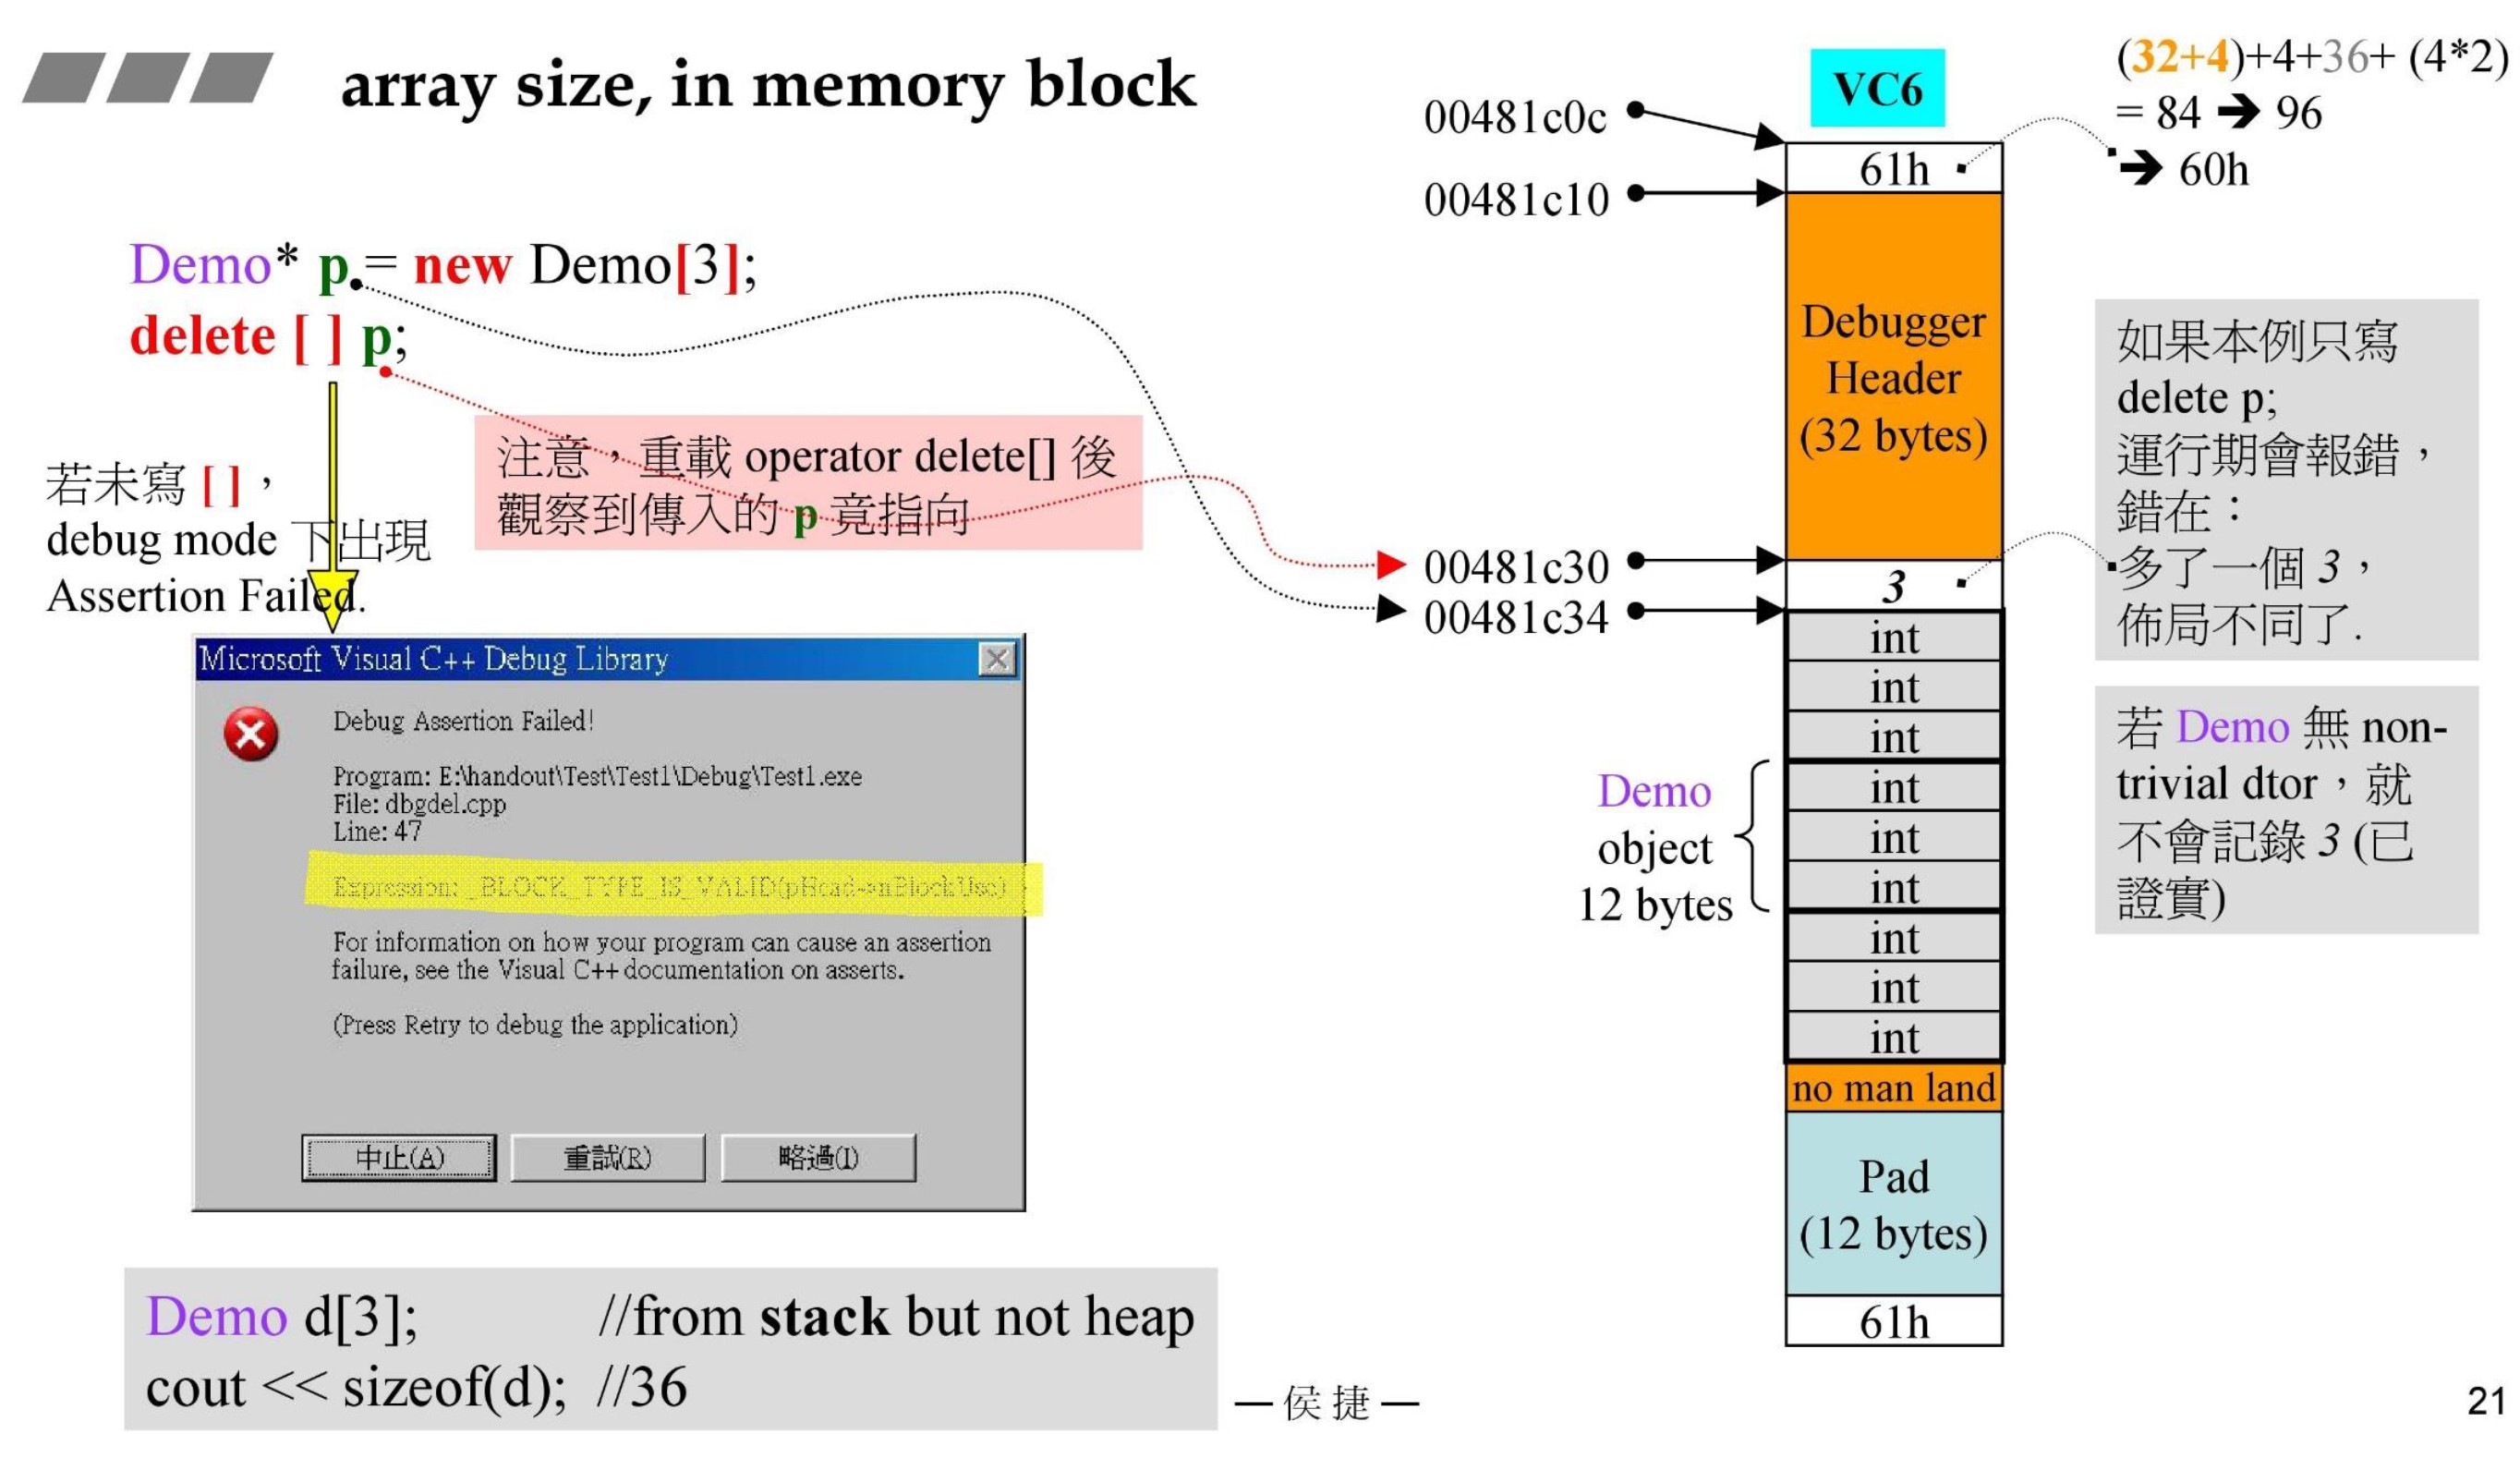 array size, in memory block
Demo* p = new Demo[3];
delete [ ] p;
若未寫 [ ]，
debug mode 下出現
Assertion Failed.
注意，重載 operator delete[] 後
觀察到傳入的 p 竟指向
Microsoft Visual C++ Debug Library
Debug Assertion Failed!
Program: E:\handout\Test\Test1\Debug\Test1.exe
File: dbgdel.cpp
Line: 47
Expression: _BLOCK_TYPE_IS_VALID(pHead->nBlockUse)
For information on how your program can cause an assertion
failure, see the Visual C++ documentation on asserts.
(Press Retry to debug the application)
中止(A)
重試(R)
略過(I)
Demo d[3]; //from stack but not heap
cout << sizeof(d); //36
VC6
00481c0c
00481c10
00481c30
00481c34
61h
Debugger
Header
(32 bytes)
3
int
int
int
int
int
int
int
int
int
no man land
Pad
(12 bytes)
61h
Demo
object
12 bytes
(32+4)+4+36+ (4*2)
= 84 ➔ 96
➔ 60h
如果本例只寫
delete p;
運行期會報錯，
錯在：
多了一個 3，
佈局不同了.
若 Demo 無 non-
trivial dtor，就
不會記錄 3 (已
證實)
—侯捷—
21